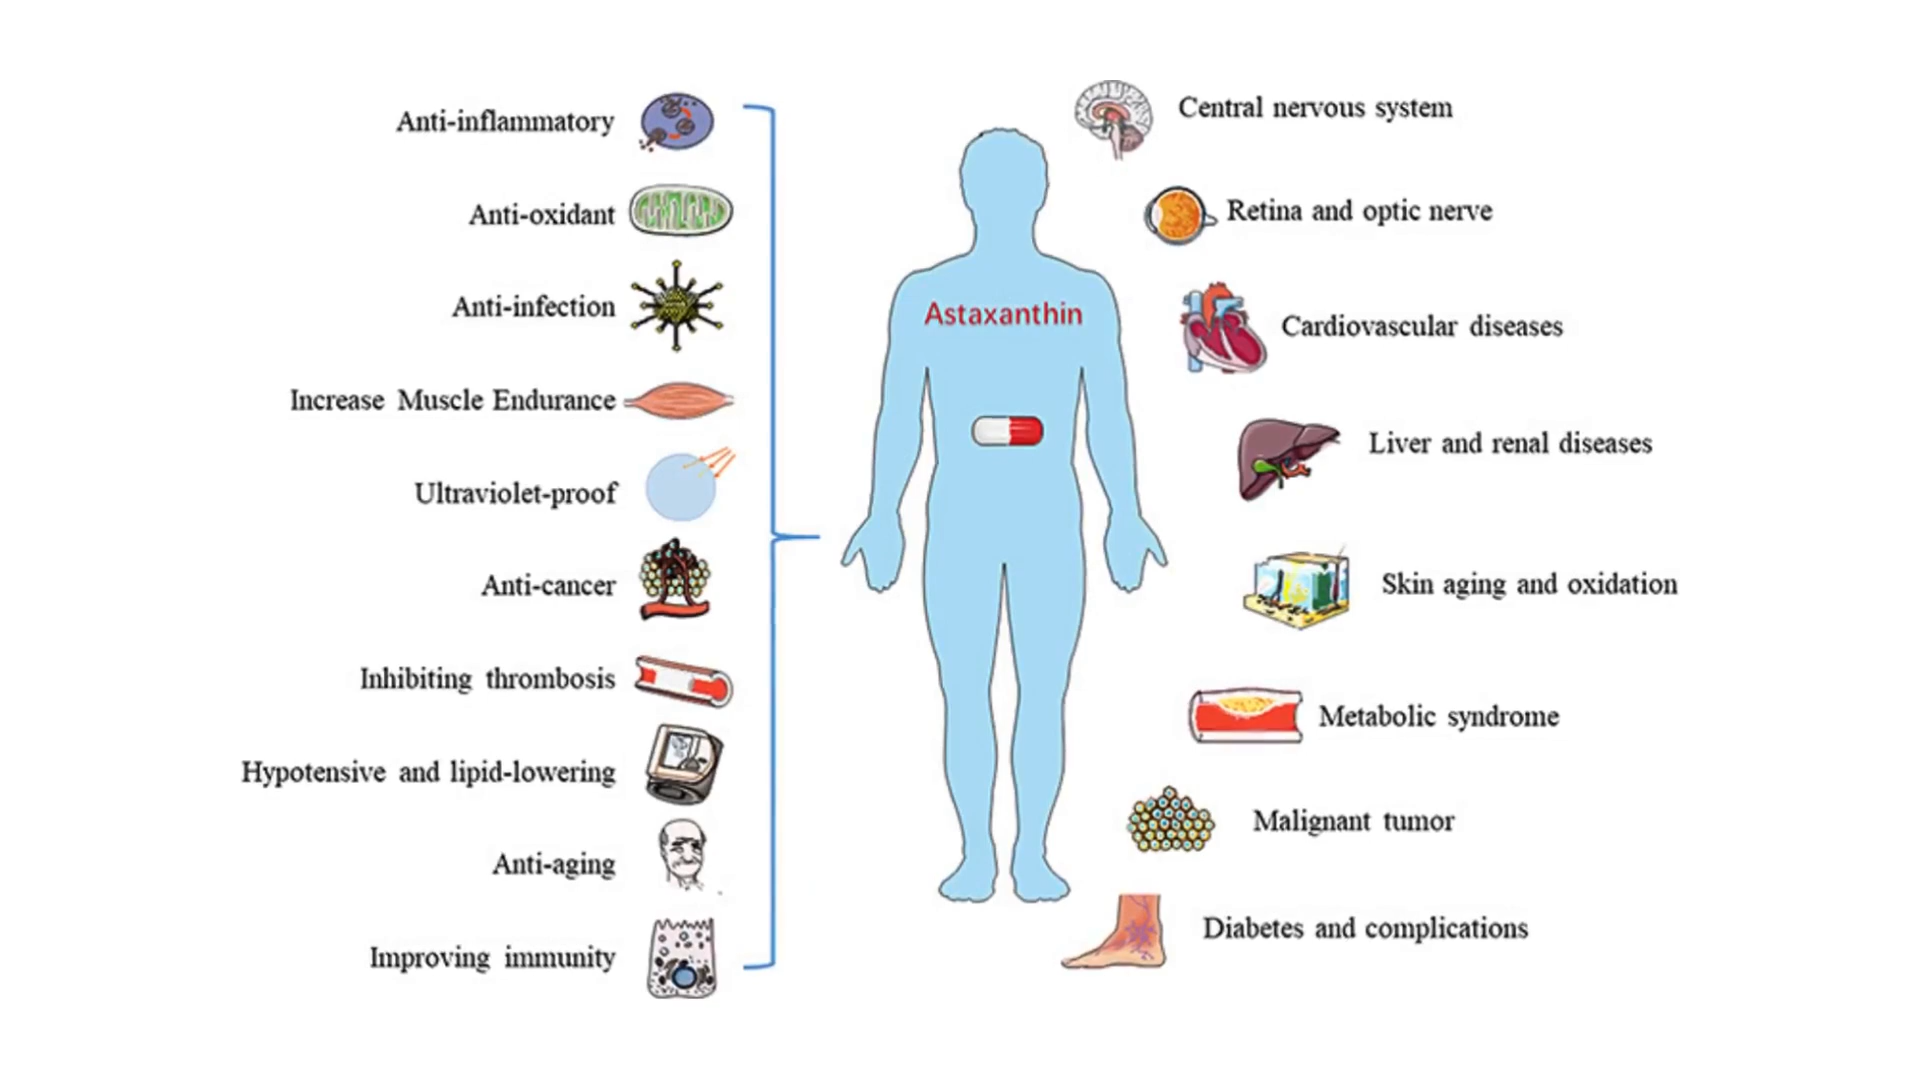 Anti-inflammatory
Anti-oxidant
Anti-infection
Increase Muscle Endurance
Ultraviolet-proof
Anti-cancer
Inhibiting thrombosis
Hypotensive and lipid-lowering
Anti-aging
Improving immunity
Astaxanthin
Central nervous system
Retina and optic nerve
Cardiovascular diseases
Liver and renal diseases
Skin aging and oxidation
Metabolic syndrome
Malignant tumor
Diabetes and complications